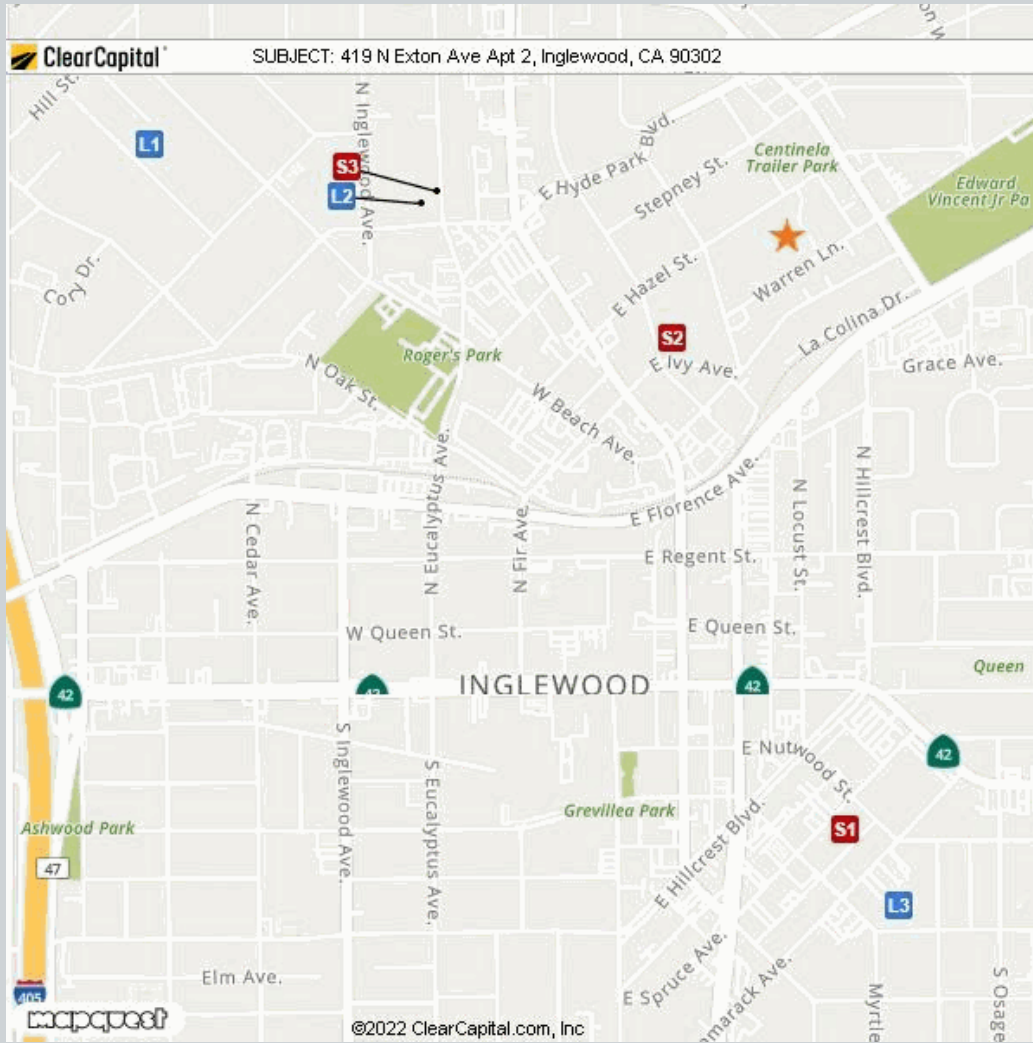 ClearCapital
SUBJECT: 419 N Exton Ave Apt 2, Inglewood, CA 90302
Hill St.
N Inglewood Ave.
L1
S3
L2
E Hyde Park Blvd.
Stepney St.
Centinela
Trailer Park
Edward
Vincent Jr Pa
E Hazel St.
Warren Ln.
Cory Dr.
La Colina Dr.
S2
Roger's Park
E Ivy Ave.
Grace Ave.
N Oak St.
W Beach Ave.
N Eucalyptus Ave.
N Hillcrest Blvd.
E Florence Ave.
N Locust St.
N Cedar Ave.
N Fir Ave.
E Regent St.
W Queen St.
E Queen St.
Queen
INGLEWOOD
42
42
42
42
S Inglewood Ave.
E Nutwood St.
S Eucalyptus Ave.
Grevillea Park
Ashwood Park
S1
47
E Hillcrest Blvd.
L3
E Spruce Ave.
amarack Ave.
Elm Ave.
Myrtle
S Osage
405
mapquest
©2022 ClearCapital.com, Inc